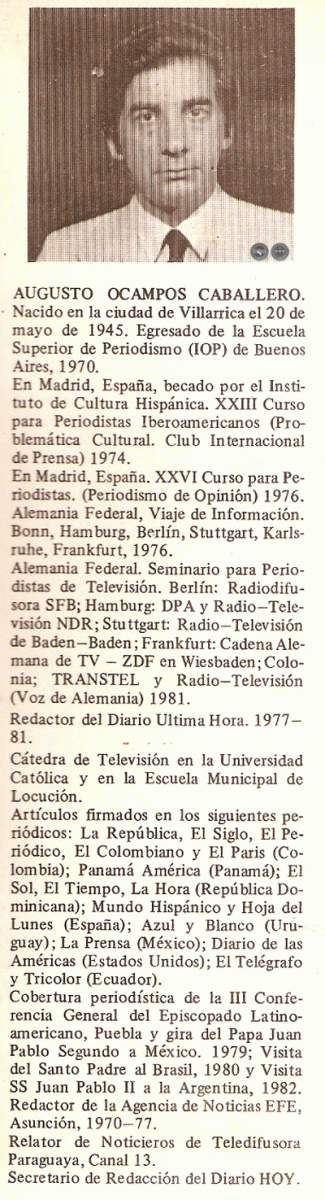 AUGUSTO OCAMPOS CABALLERO.
Nacido en la ciudad de Villarrica el 20 de
mayo de 1945. Egresado de la Escuela
Superior de Periodismo (IOP) de Buenos
Aires, 1970.
En Madrid, España, becado por el Insti-
tuto de Cultura Hispánica. XXIII Curso
para Periodistas Iberoamericanos (Pro-
blemática Cultural. Club Internacional
de Prensa) 1974.
En Madrid, España. XXVI Curso para Pe-
riodistas. (Periodismo de Opinión) 1976.
Alemania Federal, Viaje de Información.
Bonn, Hamburg, Berlín, Stuttgart, Karls-
ruhe, Frankfurt, 1976.
Alemania Federal. Seminario para Perio-
distas de Televisión. Berlín: Radiodifu-
sora SFB; Hamburg: DPA y Radio—Tele-
visión NDR; Stuttgart: Radio—Televisión
de Baden—Baden; Frankfurt: Cadena Ale-
mana de TV — ZDF en Wiesbaden; Colo-
nia; TRANSTEL y Radio—Televisión
(Voz de Alemania) 1981.
Redactor del Diario Ultima Hora. 1977—
81.
Cátedra de Televisión en la Universidad
Católica y en la Escuela Municipal de
Locución.
Artículos firmados en los siguientes pe-
riódicos: La República, El Siglo, El Pe-
riódico, El Colombiano y El Paris (Co-
lombia); Panamá América (Panamá); El
Sol, El Tiempo, La Hora (República Do-
minicana); Mundo Hispánico y Hoja del
Lunes (España); Azul y Blanco (Uru-
guay); La Prensa (México); Diario de las
Américas (Estados Unidos); El Telégrafo
y Tricolor (Ecuador).
Cobertura periodística de la III Confe-
rencia General del Episcopado Latino-
americano, Puebla y gira del Papa Juan
Pablo Segundo a México. 1979; Visita
del Santo Padre al Brasil, 1980 y Visita
SS Juan Pablo II a la Argentina, 1982.
Redactor de la Agencia de Noticias EFE,
Asunción, 1970—77.
Relator de Noticieros de Teledifusora
Paraguaya, Canal 13.
Secretario de Redacción del Diario HOY.